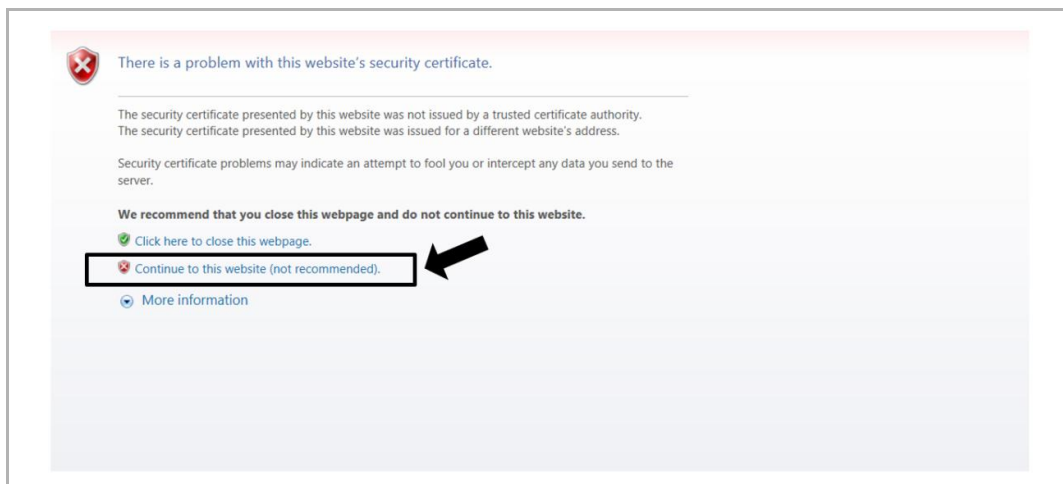 There is a problem with this website's security certificate.
The security certificate presented by this website was not issued by a trusted certificate authority.
The security certificate presented by this website was issued for a different website's address.
Security certificate problems may indicate an attempt to fool you or intercept any data you send to the
server.
We recommend that you close this webpage and do not continue to this website.
Click here to close this webpage.
Continue to this website (not recommended).
More information